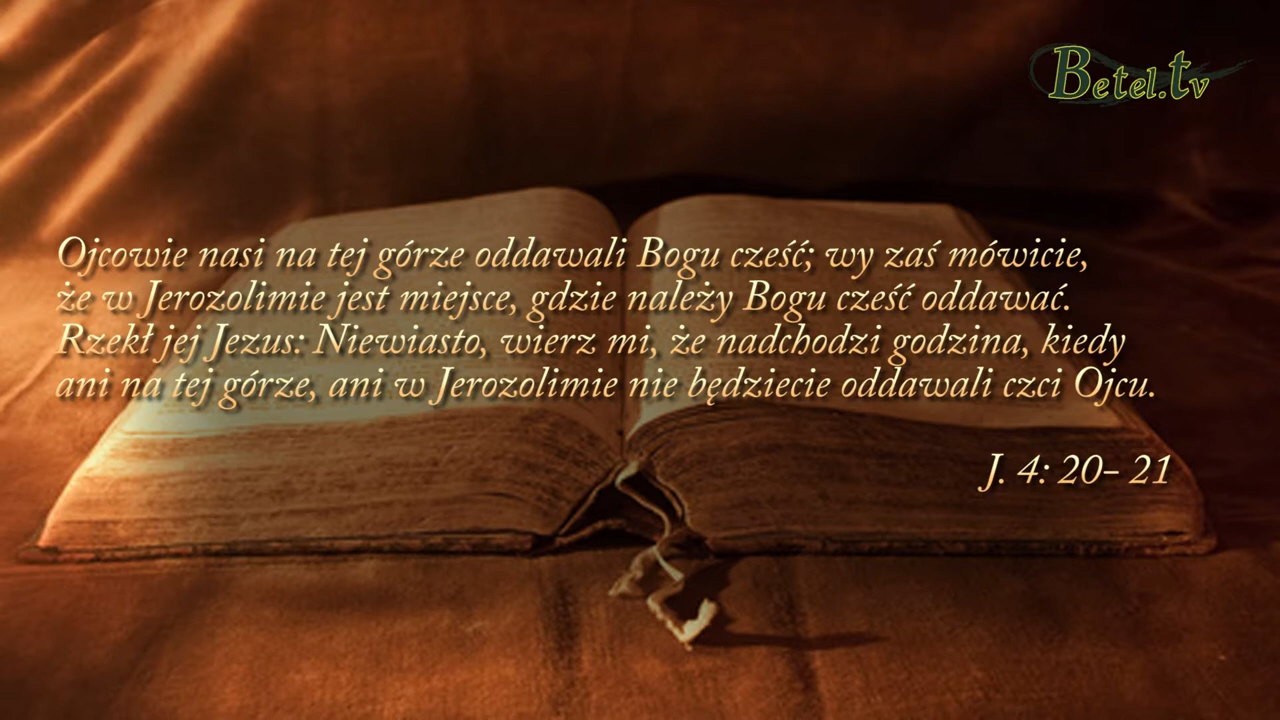 Betel.tv
Ojcowie nasi na tej górze oddawali Bogu cześć; wy zaś mówicie,
że w Jerozolimie jest miejsce, gdzie należy Bogu cześć oddawać.
Rzekł jej Jezus: Niewiasto, wierz mi, że nadchodzi godzina, kiedy
ani na tej górze, ani w Jerozolimie nie będziecie oddawali czci Ojcu.
J. 4: 20- 21